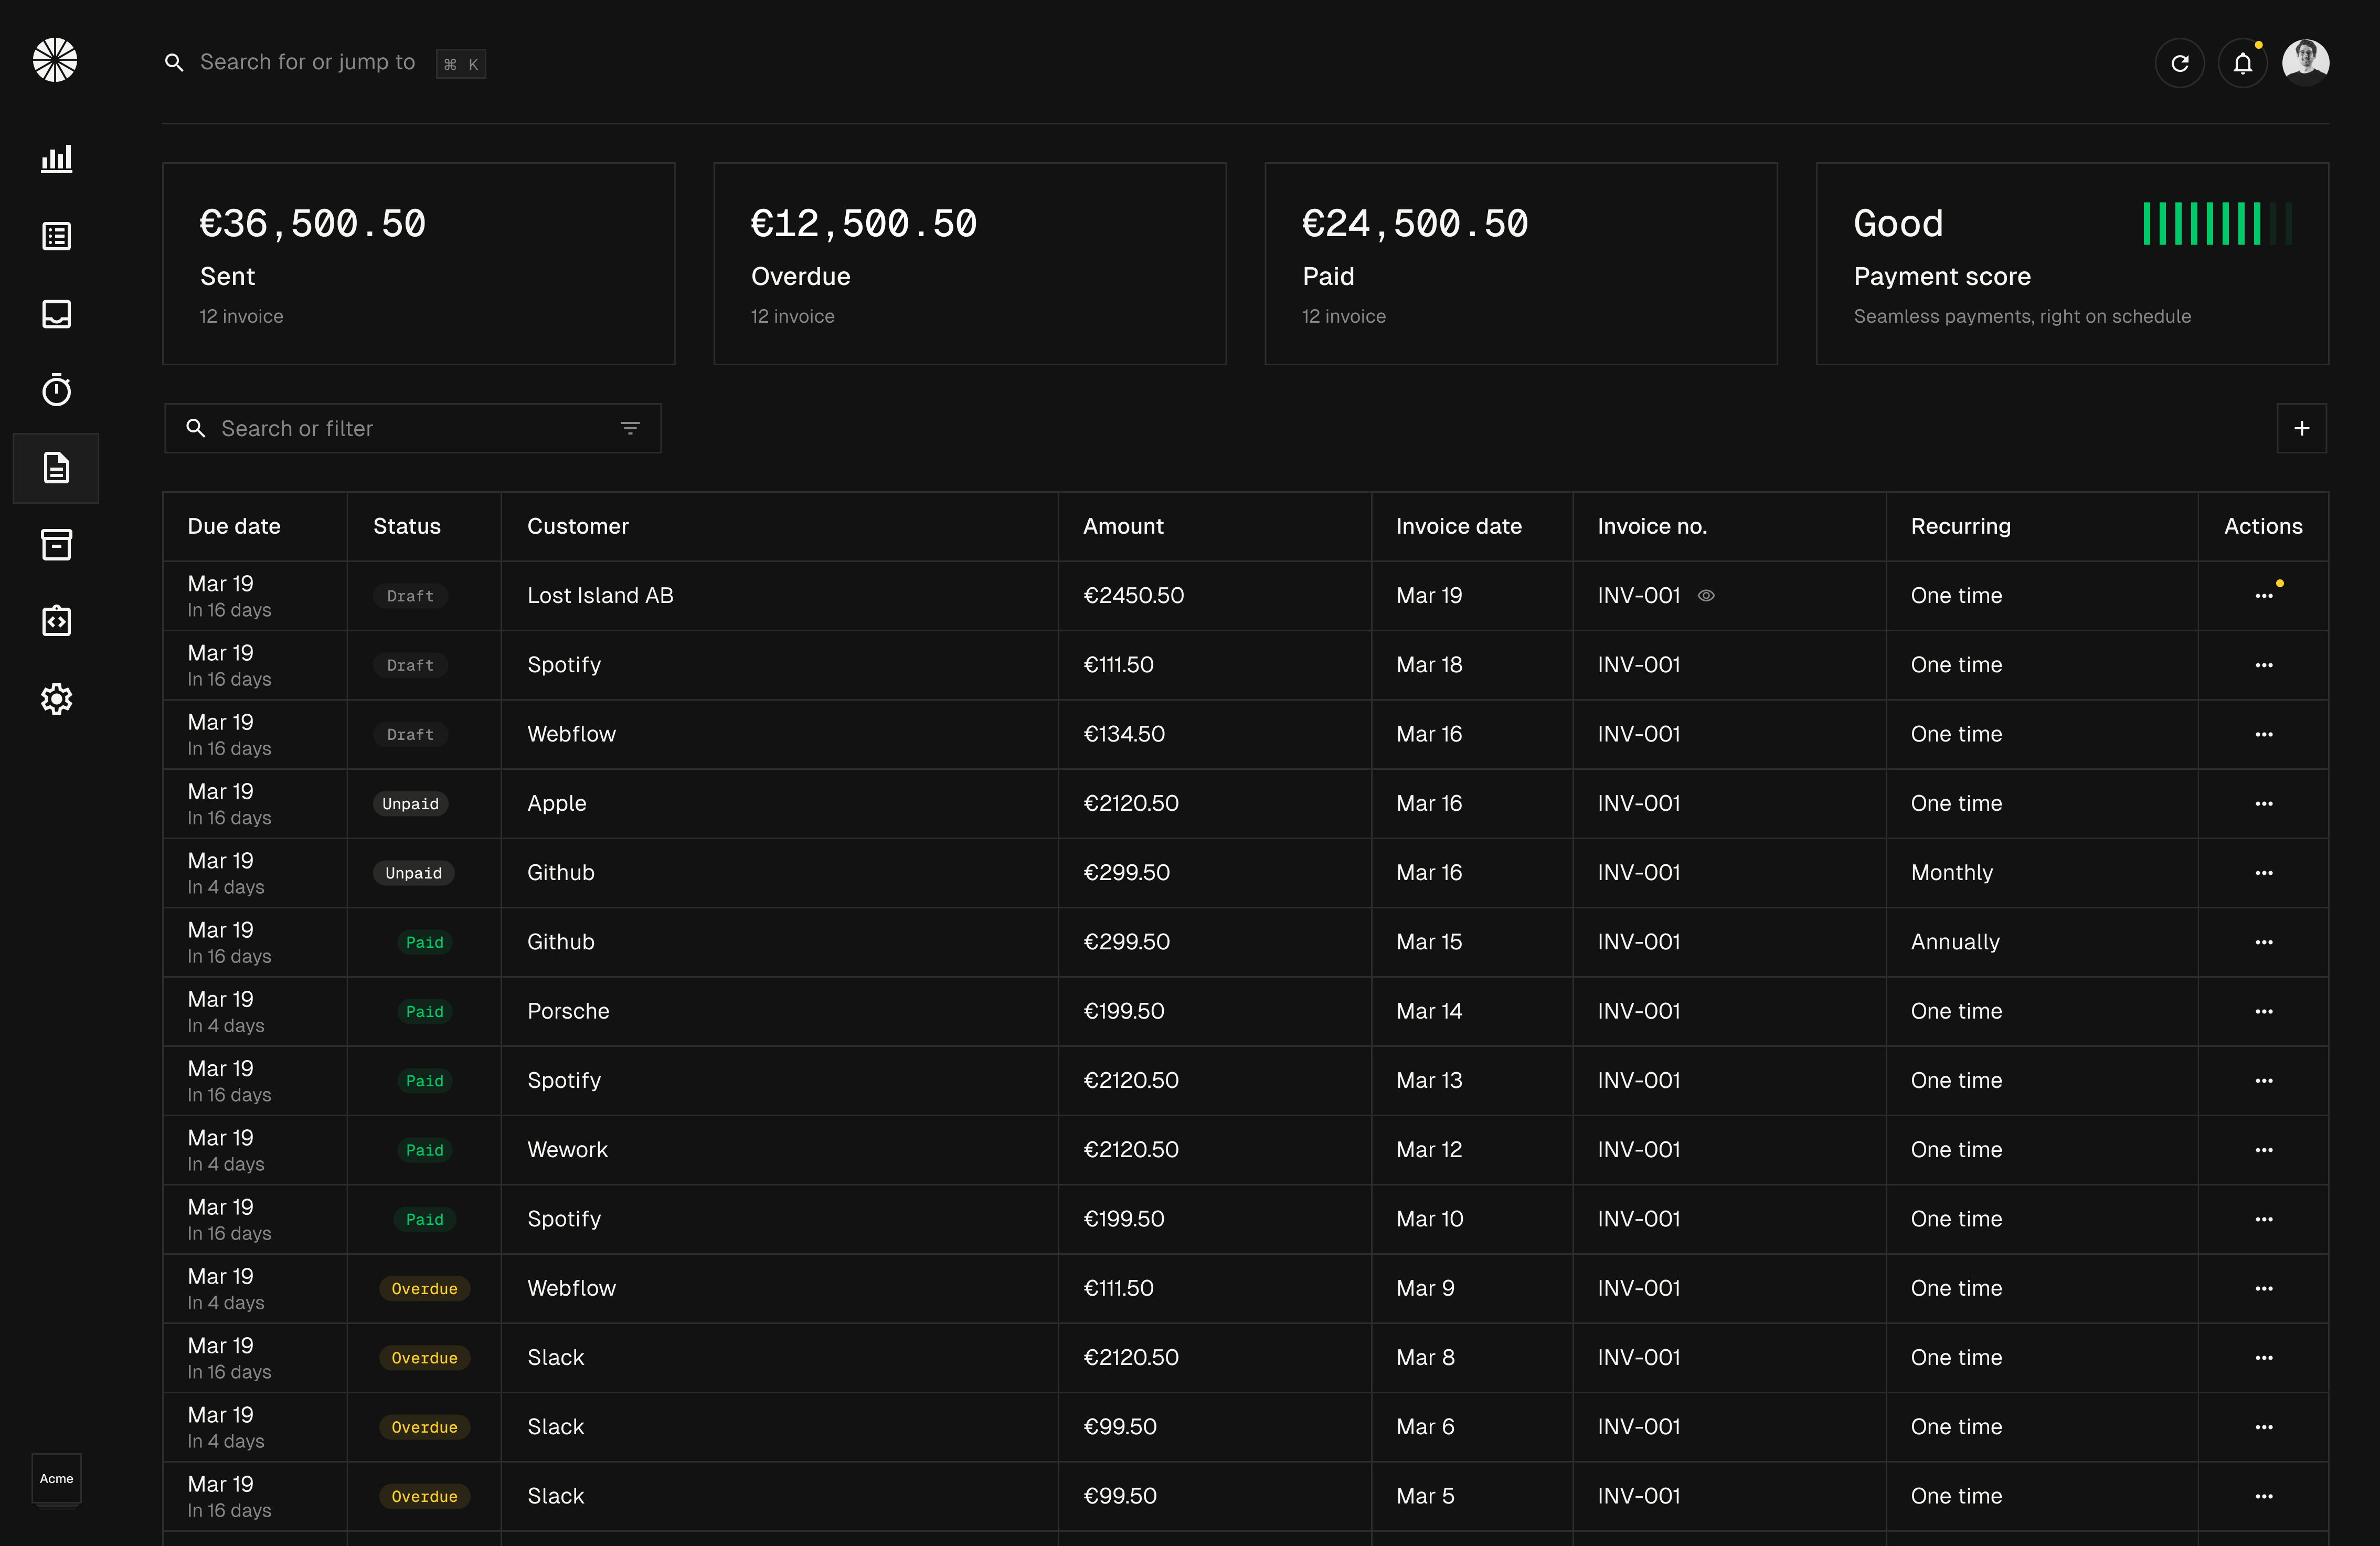 Search for or jump to ⌘ K
€36,500.50
Sent
12 invoice
€12,500.50
Overdue
12 invoice
€24,500.50
Paid
12 invoice
Good
Payment score
Seamless payments, right on schedule
Search or filter
Due date Status Customer Amount Invoice date Invoice no. Recurring Actions
Mar 19
In 16 days
Draft Lost Island AB €2450.50 Mar 19 INV-001 One time
Mar 19
In 16 days
Draft Spotify €111.50 Mar 18 INV-001 One time
Mar 19
In 16 days
Draft Webflow €134.50 Mar 16 INV-001 One time
Mar 19
In 16 days
Unpaid Apple €2120.50 Mar 16 INV-001 One time
Mar 19
In 4 days
Unpaid Github €299.50 Mar 16 INV-001 Monthly
Mar 19
In 16 days
Paid Github €299.50 Mar 15 INV-001 Annually
Mar 19
In 4 days
Paid Porsche €199.50 Mar 14 INV-001 One time
Mar 19
In 16 days
Paid Spotify €2120.50 Mar 13 INV-001 One time
Mar 19
In 4 days
Paid Wework €2120.50 Mar 12 INV-001 One time
Mar 19
In 16 days
Paid Spotify €199.50 Mar 10 INV-001 One time
Mar 19
In 4 days
Overdue Webflow €111.50 Mar 9 INV-001 One time
Mar 19
In 16 days
Overdue Slack €2120.50 Mar 8 INV-001 One time
Mar 19
In 4 days
Overdue Slack €99.50 Mar 6 INV-001 One time
Mar 19
In 16 days
Overdue Slack €99.50 Mar 5 INV-001 One time
Acme